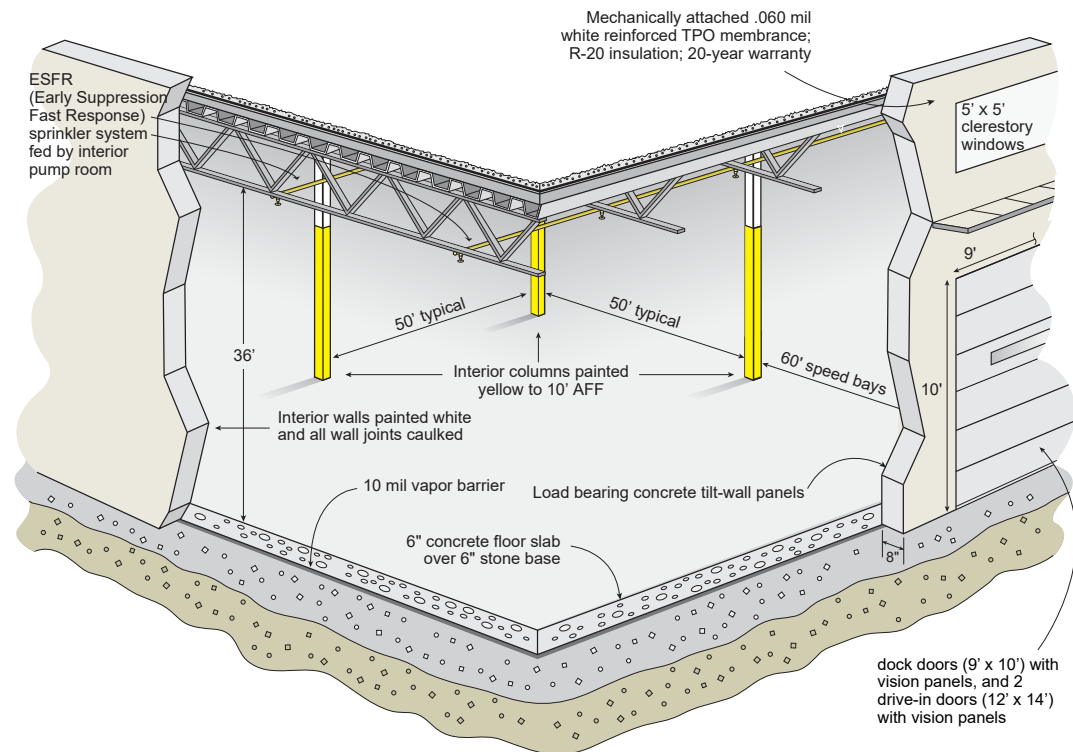 Mechanically attached .060 mil
white reinforced TPO membrance;
R-20 insulation; 20-year warranty
ESFR
(Early Suppression
Fast Response)
sprinkler system
fed by interior
pump room
5’ x 5’
clerestory
windows
9'
50’ typical
50’ typical
36’
60' speed bays
10’
Interior columns painted
yellow to 10’ AFF
Interior walls painted white
and all wall joints caulked
10 mil vapor barrier
Load bearing concrete tilt-wall panels
6" concrete floor slab
over 6" stone base
8"
dock doors (9’ x 10’) with
vision panels, and 2
drive-in doors (12’ x 14’)
with vision panels